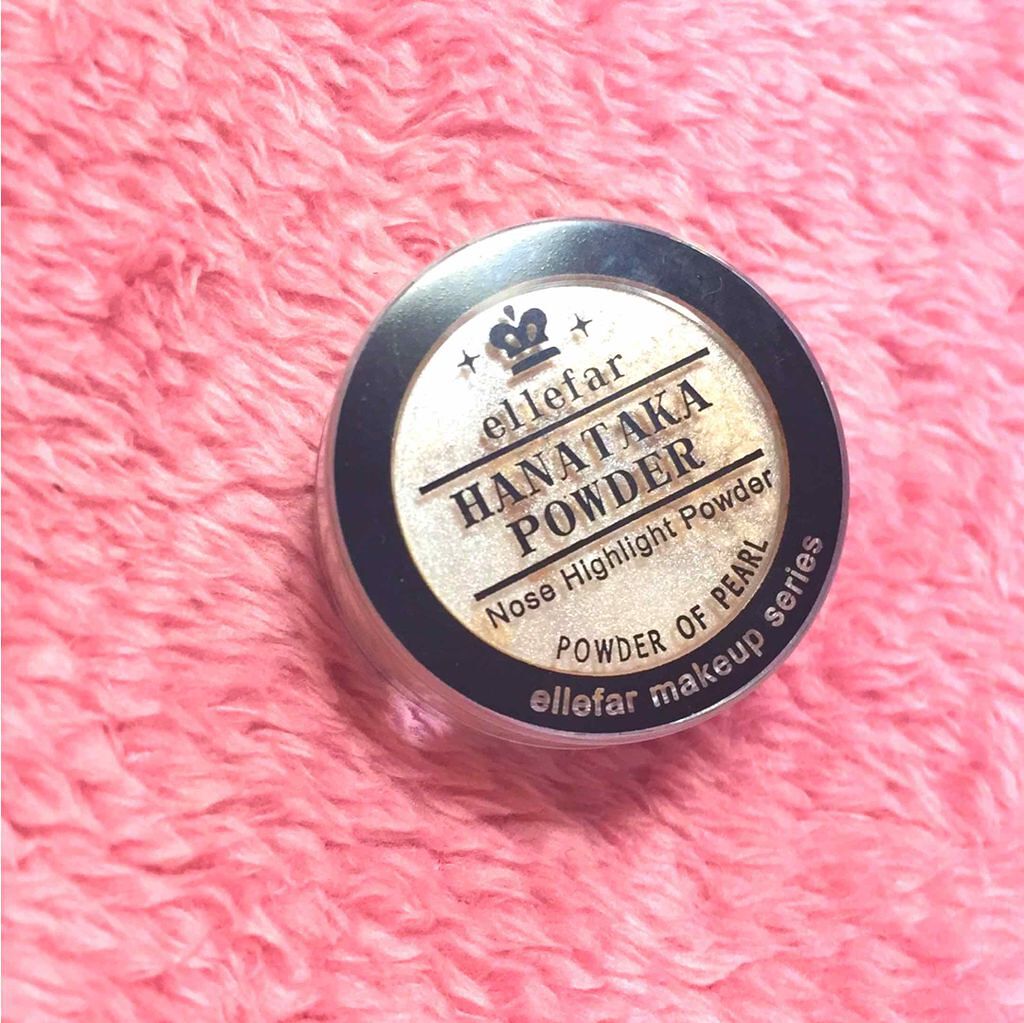 ellefar
HANATAKA
POWDER
Nose Highlight Powder
POWDER OF PEARL
ellefar makeup series